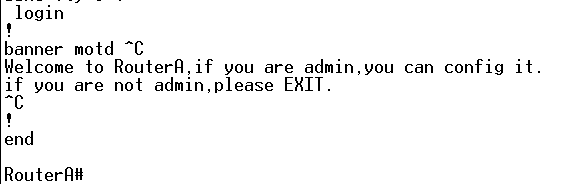 login
!
banner motd ^C
Welcome to RouterA,if you are admin,you can config it.
if you are not admin,please EXIT.
^C
!
end
RouterA#